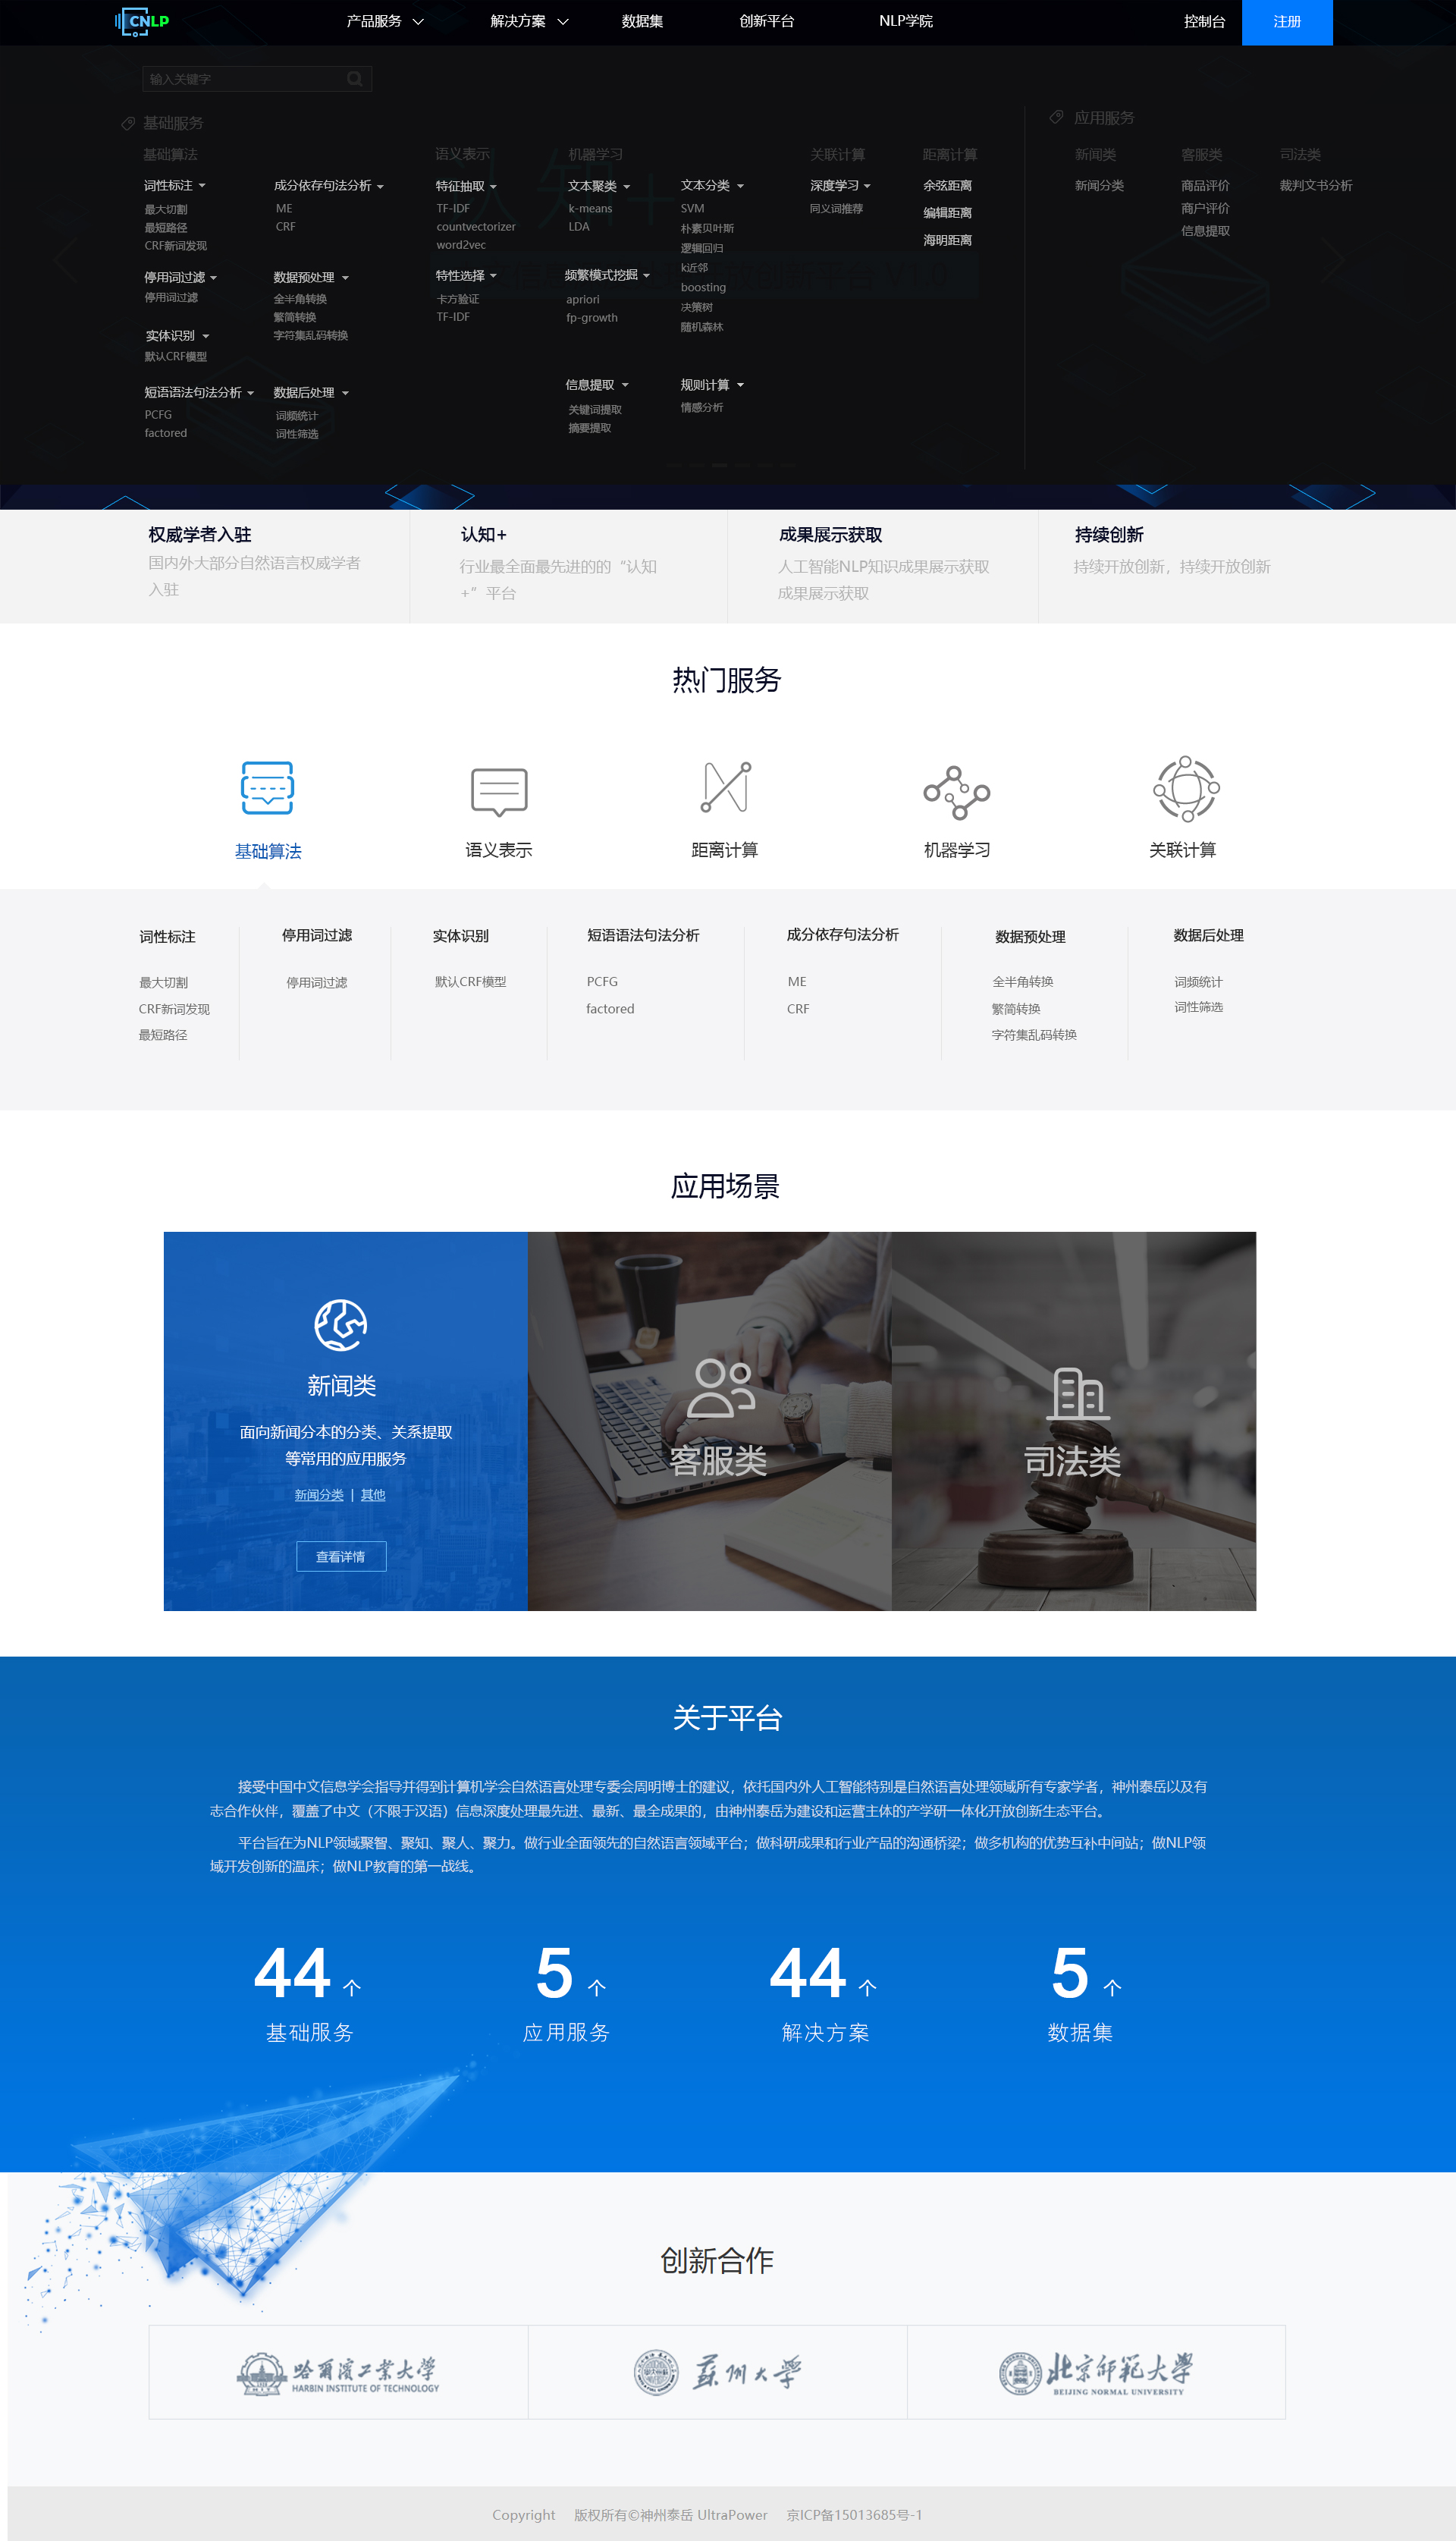 CNLP
产品服务
解决方案
数据集
创新平台
NLP学院
控制台
注册
输入关键字
基础服务
基础算法
词性标注
最大切割
最短路径
CRF新词发现
停用词过滤
停用词过滤
实体识别
默认CRF模型
短语语法句法分析
PCFG
factored
成分依存句法分析
ME
CRF
数据预处理
全半角转换
繁简转换
字符集乱码转换
数据后处理
词频统计
词性筛选
语义表示
特征抽取
TF-IDF
countvectorizer
word2vec
特性选择
卡方验证
TF-IDF
机器学习
文本聚类
k-means
LDA
频繁模式挖掘
apriori
fp-growth
信息提取
关键词提取
摘要提取
文本分类
SVM
朴素贝叶斯
逻辑回归
k近邻
boosting
决策树
随机森林
规则计算
情感分析
关联计算
深度学习
同义词推荐
距离计算
余弦距离
编辑距离
海明距离
应用服务
新闻类
新闻分类
客服类
商品评价
商户评价
信息提取
司法类
裁判文书分析
认知+
权威学者入驻
国内外大部分自然语言权威学者
入驻
认知+
行业最全面最先进的的“认知
+”平台
成果展示获取
人工智能NLP知识成果展示获取
成果展示获取
持续创新
持续开放创新，持续开放创新
热门服务
基础算法
语义表示
距离计算
机器学习
关联计算
词性标注
最大切割
CRF新词发现
最短路径
停用词过滤
停用词过滤
实体识别
默认CRF模型
短语语法句法分析
PCFG
factored
成分依存句法分析
ME
CRF
数据预处理
全半角转换
繁简转换
字符集乱码转换
数据后处理
词频统计
词性筛选
应用场景
新闻类
面向新闻分本的分类、关系提取
等常用的应用服务
新闻分类 | 其他
查看详情
客服类
司法类
关于平台
接受中国中文信息学会指导并得到计算机学会自然语言处理专委会周明博士的建议，依托国内外人工智能特别是自然语言处理领域所有专家学者，神州泰岳以及有
志合作伙伴，覆盖了中文（不限于汉语）信息深度处理最先进、最新、最全成果的，由神州泰岳为建设和运营主体的产学研一体化开放创新生态平台。
平台旨在为NLP领域聚智、聚知、聚人、聚力。做行业全面领先的自然语言领域平台；做科研成果和行业产品的沟通桥梁；做多机构的优势互补中间站；做NLP领
域开发创新的温床；做NLP教育的第一战线。
44 个
基础服务
5 个
应用服务
44 个
解决方案
5 个
数据集
创新合作
哈尔滨工业大学
HARBIN INSTITUTE OF TECHNOLOGY
蘇州大学
北京师范大学
BEIJING NORMAL UNIVERSITY
Copyright 版权所有©神州泰岳 UltraPower 京ICP备15013685号-1